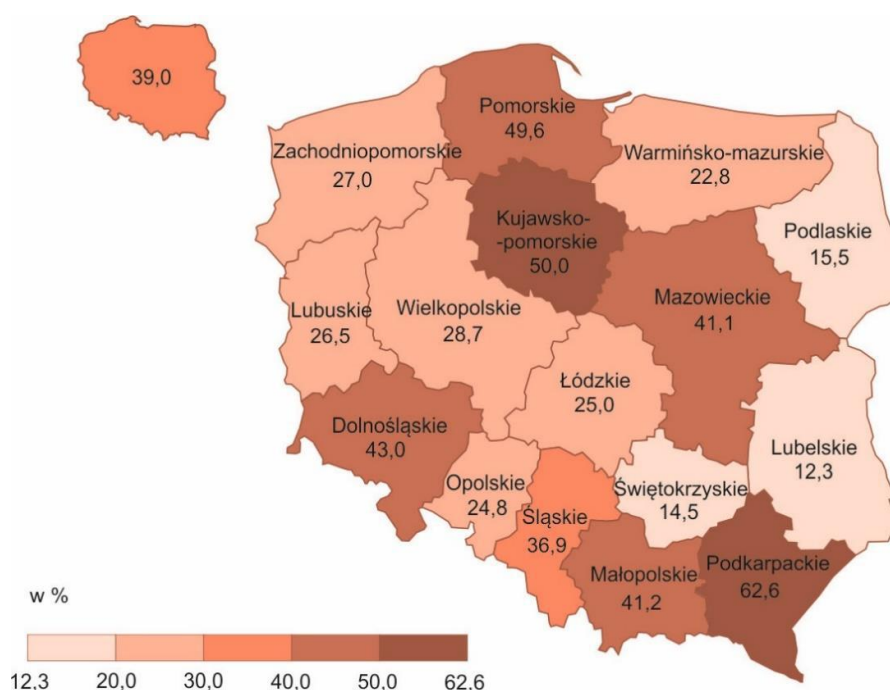 39,0
Pomorskie
49,6
Zachodniopomorskie
27,0
Warmińsko-mazurskie
22,8
Kujawsko-
-pomorskie
50,0
Podlaskie
15,5
Lubuskie
26,5
Wielkopolskie
28,7
Mazowieckie
41,1
Łódzkie
25,0
Dolnośląskie
43,0
Lubelskie
12,3
Opolskie
24,8
Śląskie
36,9
Świętokrzyskie
14,5
Małopolskie
41,2
Podkarpackie
62,6
w %
12,3 20,0 30,0 40,0 50,0 62,6